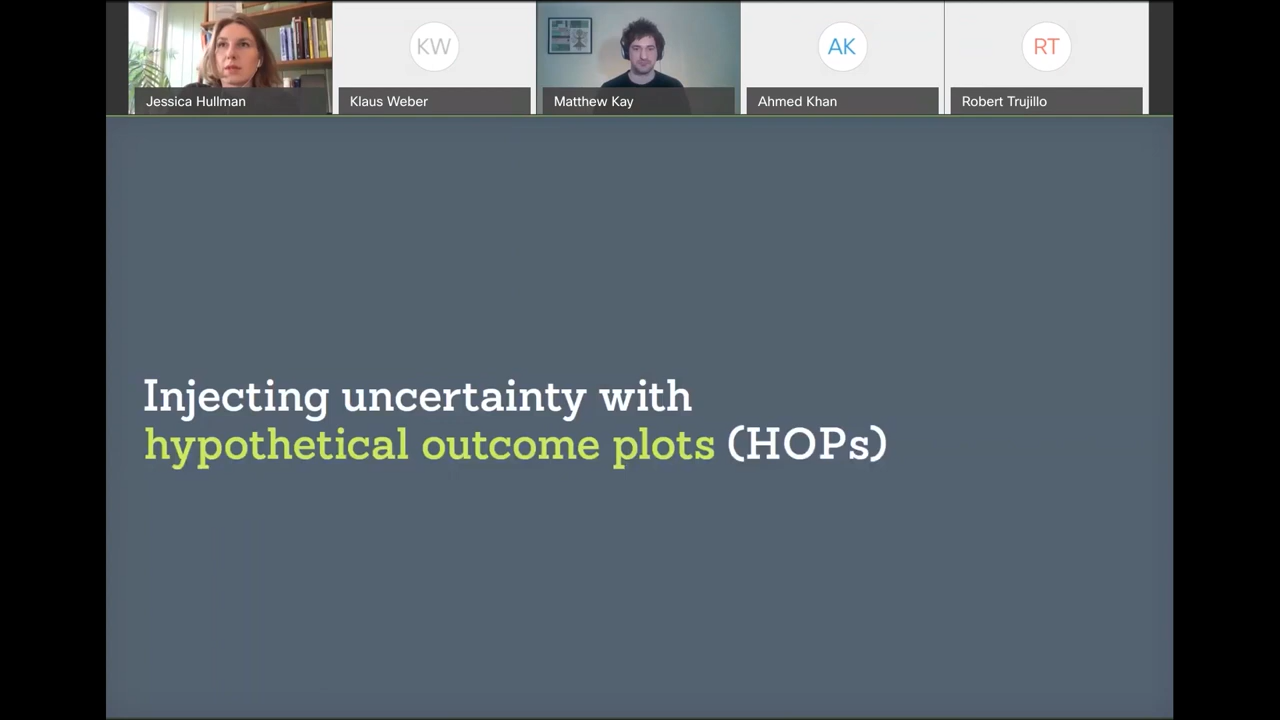 KW
AK
RT
Jessica Hullman
Klaus Weber
Matthew Kay
Ahmed Khan
Robert Trujillo
Injecting uncertainty with
hypothetical outcome plots (HOPs)